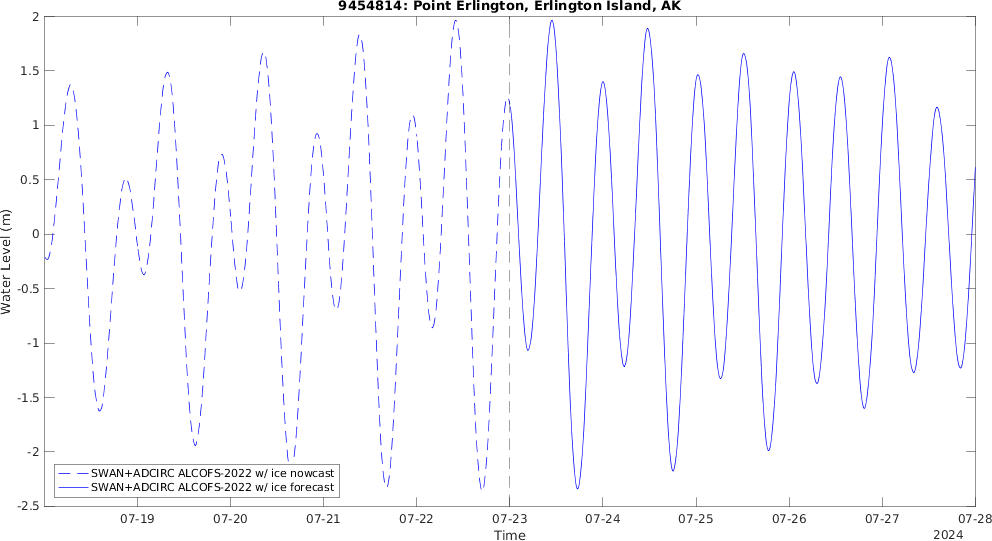 9454814: Point Erlington, Erlington Island, AK
Water Level (m)
2
1.5
1
0.5
0
-0.5
-1
-1.5
-2
-2.5
SWAN+ADCIRC ALCOFS-2022 w/ ice nowcast
SWAN+ADCIRC ALCOFS-2022 w/ ice forecast
07-19 07-20 07-21 07-22 07-23 07-24 07-25 07-26 07-27 07-28
Time
2024